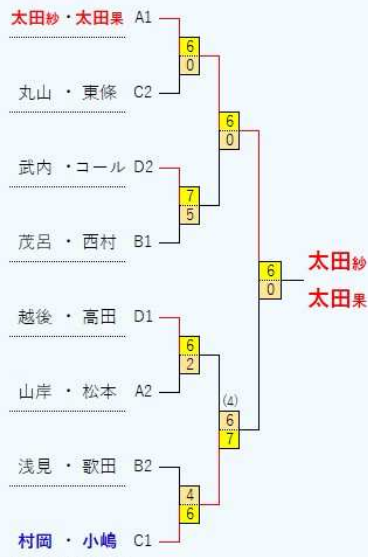 太田紗・太田果 A1
6
0
丸山 ・ 東條 C2
6
0
武内 ・コール D2
7
5
茂呂 ・ 西村 B1
太田紗
6
0
太田果
越後 ・ 高田 D1
6
2
山岸 ・ 松本 A2
(4)
6
7
浅見 ・ 歌田 B2
4
6
村岡 ・ 小嶋 C1